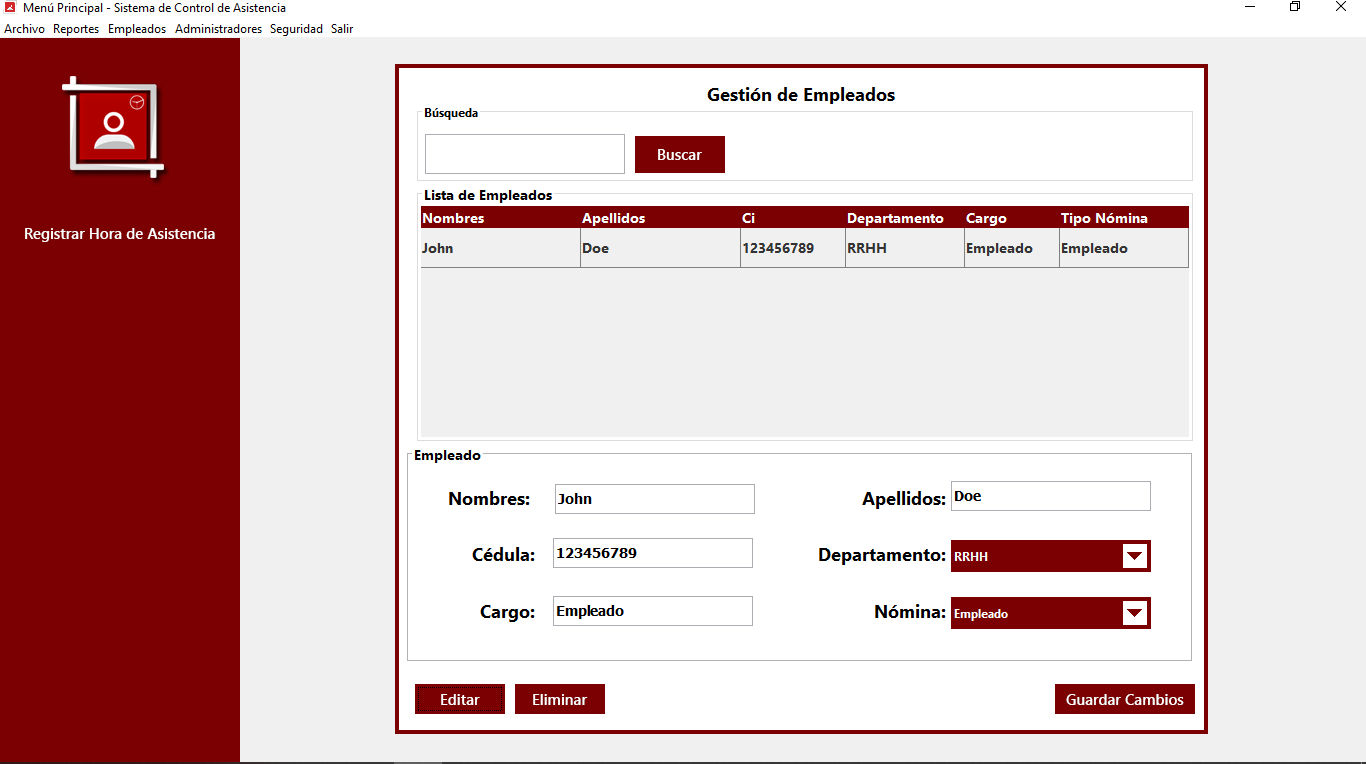 Menú Principal - Sistema de Control de Asistencia
Archivo Reportes Empleados Administradores Seguridad Salir
Registrar Hora de Asistencia
Gestión de Empleados
Búsqueda
Buscar
Lista de Empleados
Nombres Apellidos Ci Departamento Cargo Tipo Nómina
John Doe 123456789 RRHH Empleado Empleado
Empleado
Nombres: John Apellidos: Doe
Cédula: 123456789 Departamento: RRHH
Cargo: Empleado Nómina: Empleado
Editar Eliminar Guardar Cambios